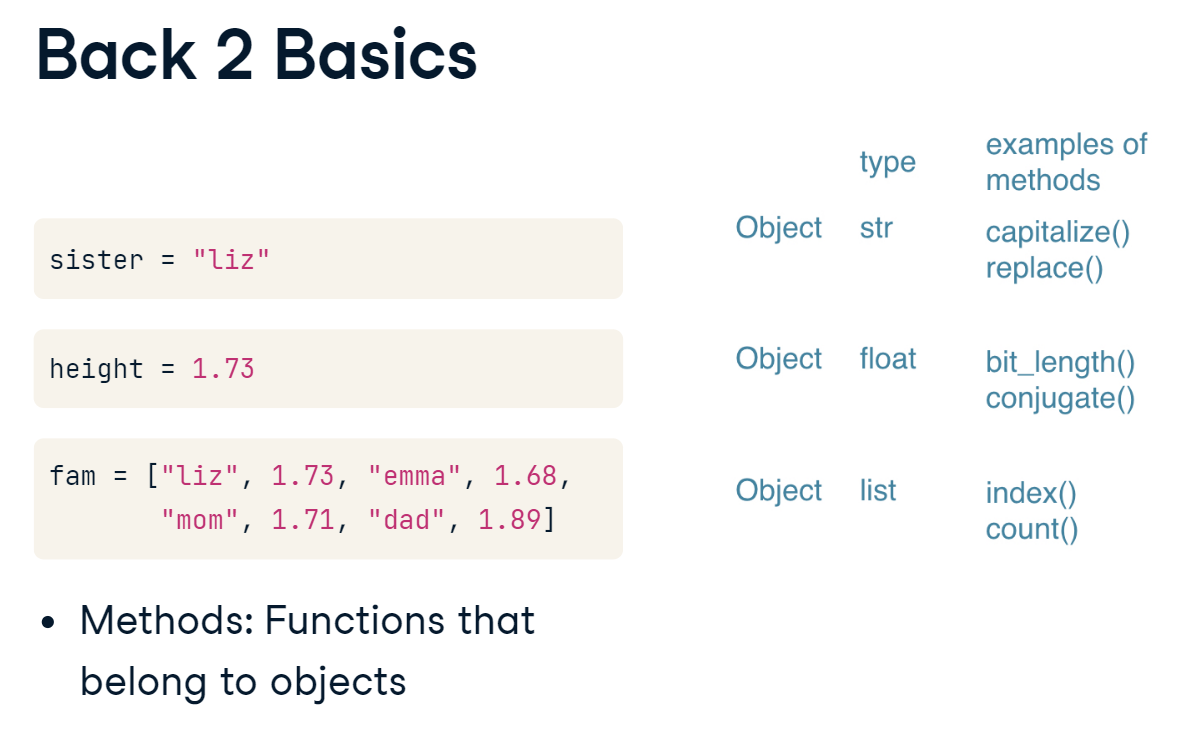 Back 2 Basics
type
examples of
methods
sister = "liz"
Object str capitalize()
replace()
height = 1.73
Object float bit_length()
conjugate()
fam = ["liz", 1.73, "emma", 1.68,
"mom", 1.71, "dad", 1.89]
Object list index()
count()
• Methods: Functions that
belong to objects